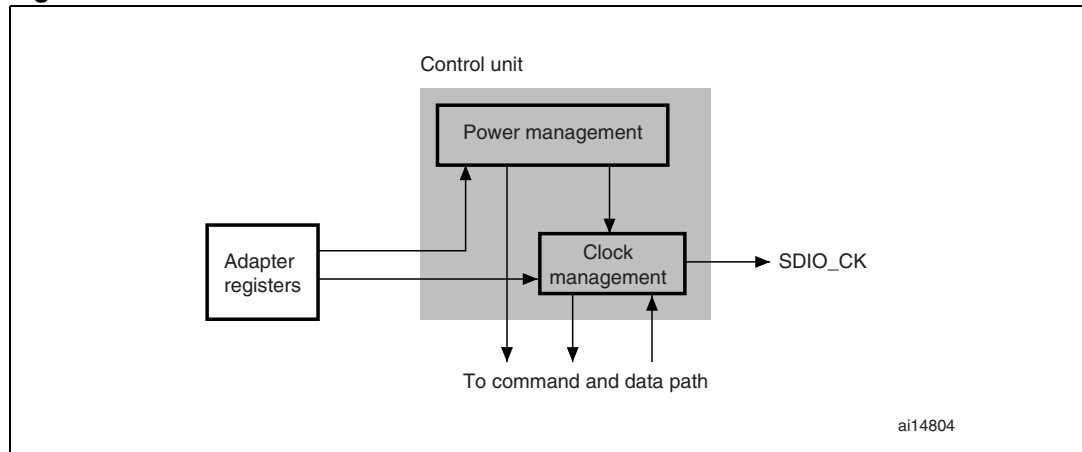 Control unit
Power management
Adapter
registers
Clock
management
SDIO_CK
To command and data path
ai14804